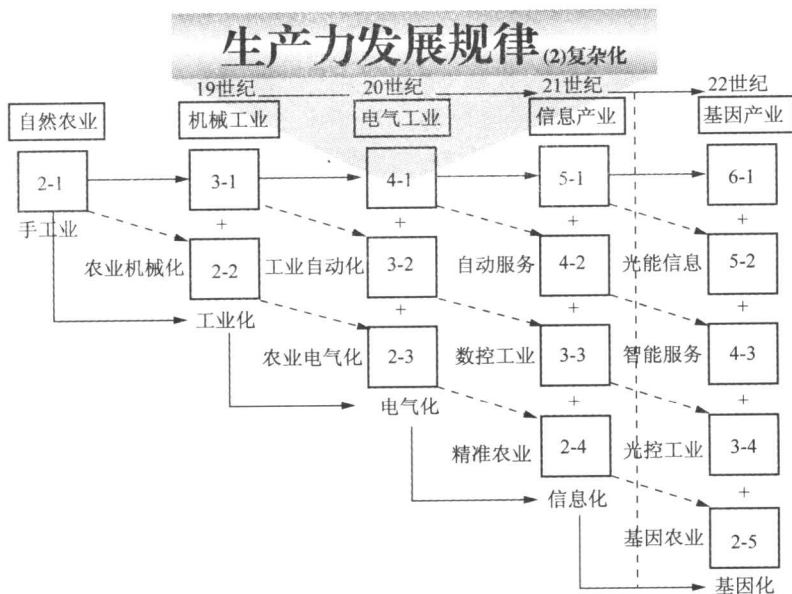 生产力发展规律(2)复杂化
19世纪 20世纪 21世纪 22世纪
自然农业 机械工业 电气工业 信息产业 基因产业
2-1 3-1 4-1 5-1 6-1
手工业 + + + +
农业机械化 2-2 工业自动化 3-2 自动服务 4-2 光能信息 5-2
工业化 + + +
农业电气化 2-3 数控工业 3-3 智能服务 4-3
电气化 + +
精准农业 2-4 光控工业 3-4
信息化 +
基因农业 2-5
基因化